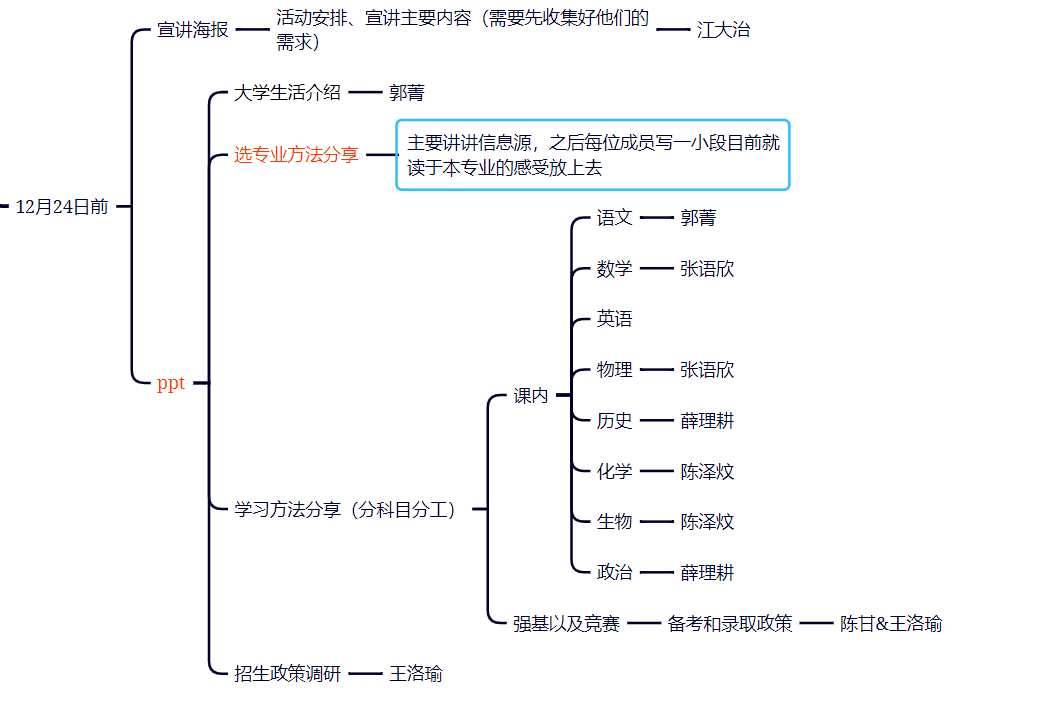 宣讲海报
活动安排、宣讲主要内容（需要先收集好他们的
需求）
江大治
大学生活介绍
郭菁
选专业方法分享
主要讲讲信息源，之后每位成员写一小段目前就
读于本专业的感受放上去
12月24日前
语文
郭菁
数学
张语欣
英语
ppt
物理
张语欣
课内
历史
薛理耕
化学
陈泽炆
学习方法分享（分科目分工）
生物
陈泽炆
政治
薛理耕
强基以及竞赛
备考和录取政策
陈甘&王洛瑜
招生政策调研
王洛瑜